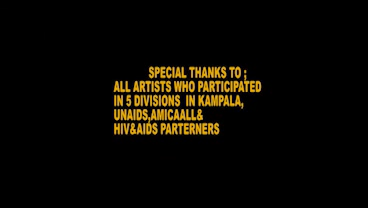 SPECIAL THANKS TO ;
ALL ARTISTS WHO PARTICIPATED
IN 5 DIVISIONS IN KAMPALA,
UNAIDS,AMICAALL&
HIV&AIDS PARTERNERS